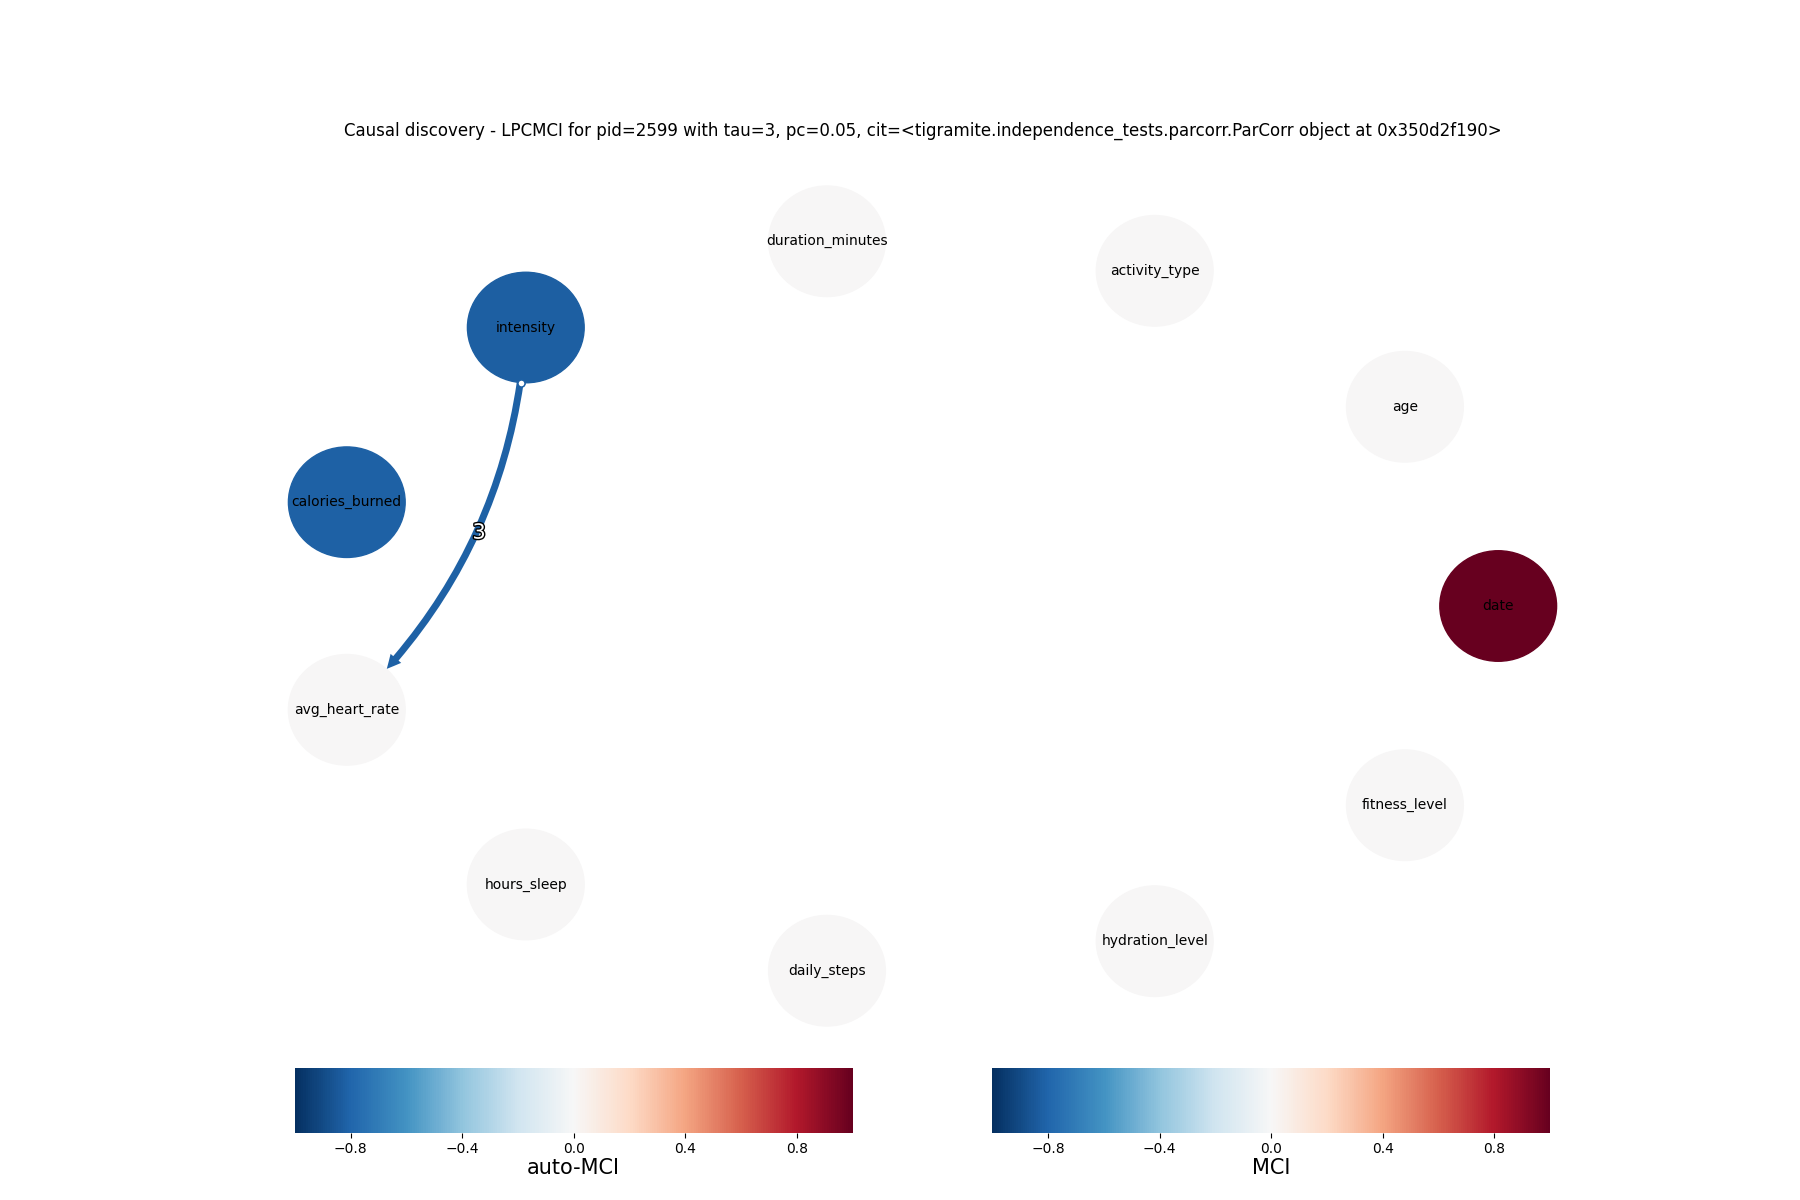 Causal discovery - LPCMCI for pid=2599 with tau=3, pc=0.05, cit=<tigramite.independence_tests.parcorr.ParCorr object at 0x350d2f190>
duration_minutes
activity_type
intensity
age
calories_burned
3
date
avg_heart_rate
fitness_level
hours_sleep
hydration_level
daily_steps
−0.8 −0.4 0.0 0.4 0.8
auto-MCI
−0.8 −0.4 0.0 0.4 0.8
MCI